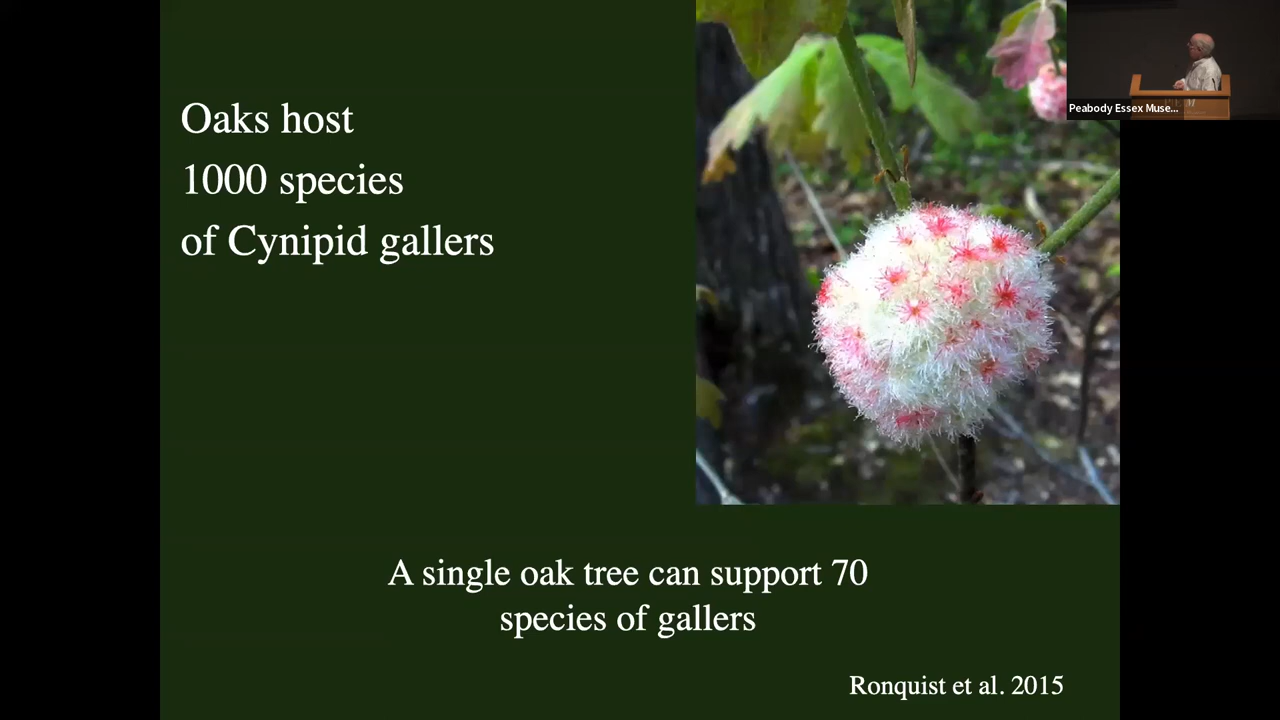 Oaks host
1000 species
of Cynipid gallers
Peabody Essex Muse...
A single oak tree can support 70
species of gallers
Ronquist et al. 2015